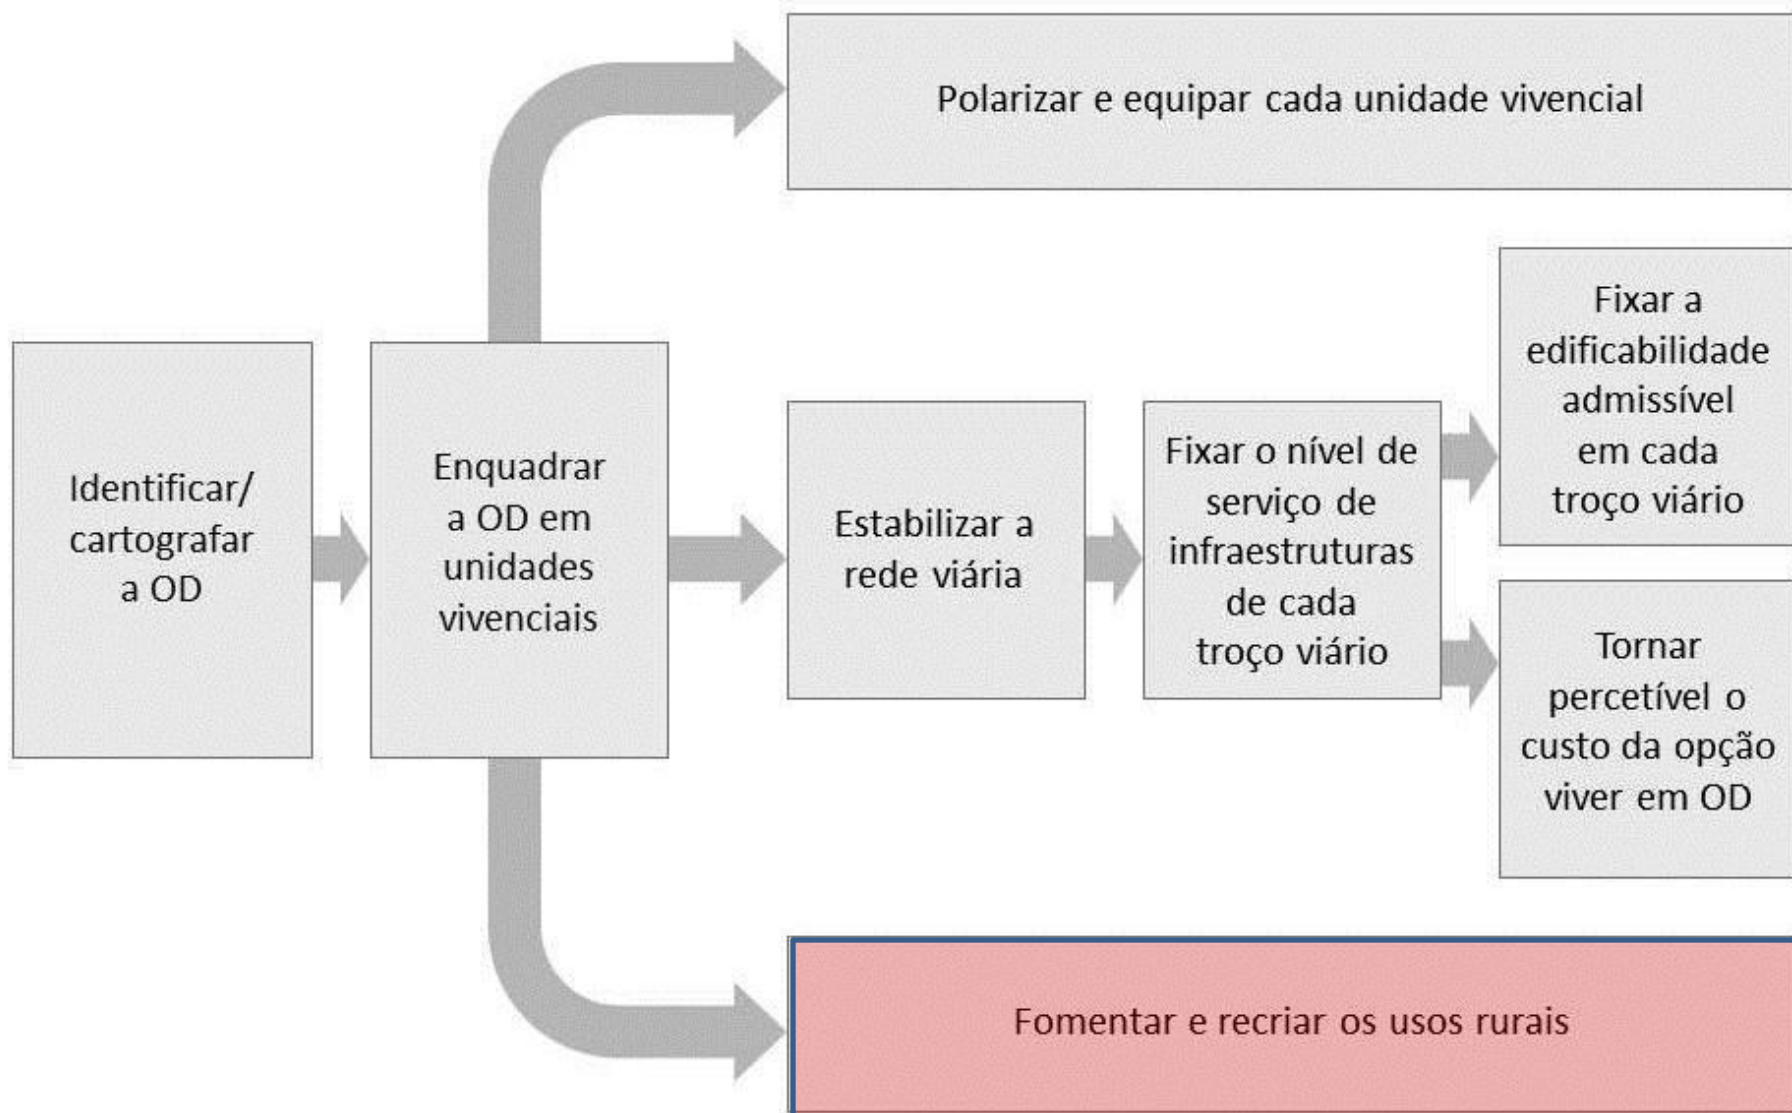 Polarizar e equipar cada unidade vivencial
Identificar/
cartografar
a OD
Enquadrar
a OD em
unidades
vivenciais
Estabilizar a
rede viária
Fixar o nível de
serviço de
infraestruturas
de cada
troço viário
Fixar a
edificabilidade
admissível
em cada
troço viário
Tornar
percetível o
custo da opção
viver em OD
Fomentar e recriar os usos rurais